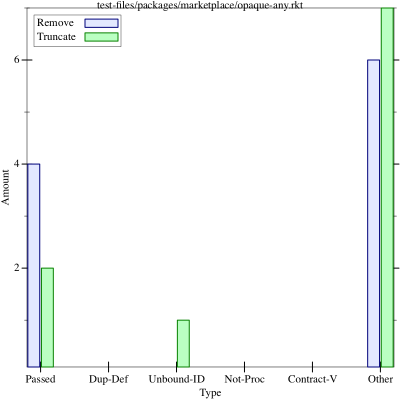 test-files/packages/marketplace/opaque-any.rkt
Remove
Truncate
6
4
2
Amount
Passed Dup-Def Unbound-ID Not-Proc Contract-V Other
Type